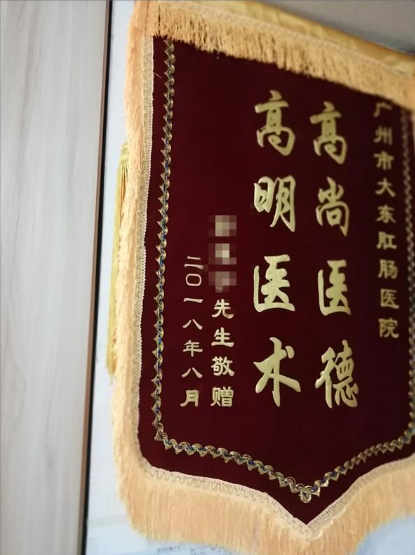 广州市大东肛肠医院
高尚医德
高明医术
先生敬赠
二〇一八年八月